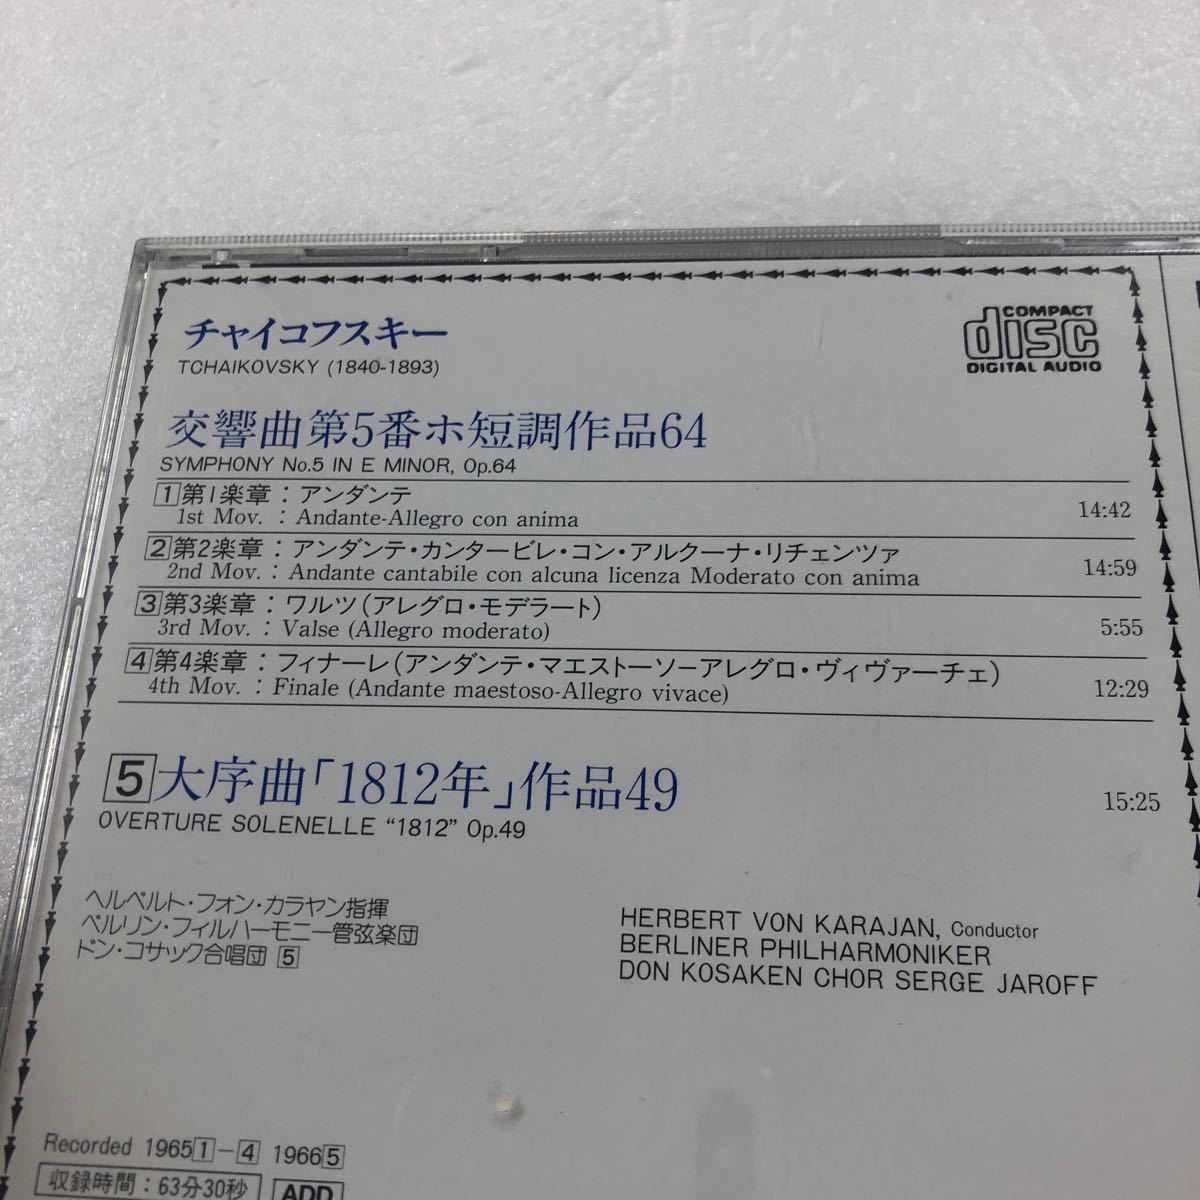 チャイコフスキー
TCHAIKOVSKY (1840-1893)
COMPACT
disc
DIGITAL AUDIO
交響曲第5番ホ短調作品64
SYMPHONY No.5 IN E MINOR, Op.64
1 第1楽章：アンダンテ
1st Mov. : Andante-Allegro con anima 14:42
2 第2楽章：アンダンテ・カンタービレ・コン・アルクーナ・リチェンツァ
2nd Mov. : Andante cantabile con alcuna licenza Moderato con anima 14:59
3 第3楽章：ワルツ（アレグロ・モデラート）
3rd Mov. : Valse (Allegro moderato) 5:55
4 第4楽章：フィナーレ（アンダンテ・マエストーソ−アレグロ・ヴィヴァーチェ）
4th Mov. : Finale (Andante maestoso-Allegro vivace) 12:29
5 大序曲「1812年」作品49 15:25
OVERTURE SOLENELLE “1812” Op.49
ヘルベルト・フォン・カラヤン指揮
ベルリン・フィルハーモニー管弦楽団
ドン・コサック合唱団 5
HERBERT VON KARAJAN, Conductor
BERLINER PHILHARMONIKER
DON KOSAKEN CHOR SERGE JAROFF
Recorded 1965 1-4 1966 5
収録時間：63分30秒 ADD